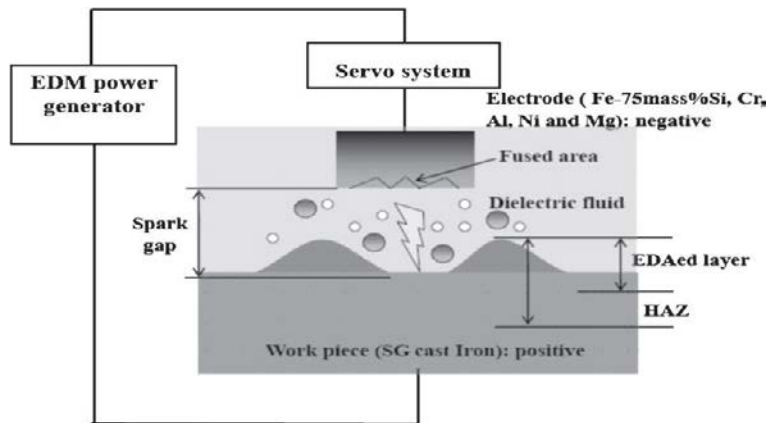 EDM power
generator
Servo system
Electrode ( Fe-75mass%Si, Cr,
Al, Ni and Mg): negative
Fused area
Dielectric fluid
Spark
gap
EDAed layer
HAZ
Work piece (SG cast Iron): positive